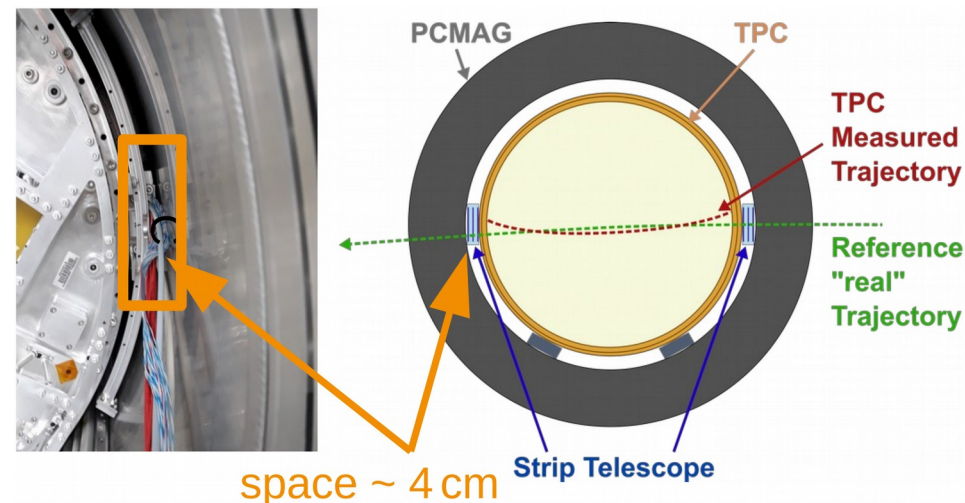 PCMAG
TPC
TPC
Measured
Trajectory
Reference
"real"
Trajectory
Strip Telescope
space ~ 4 cm